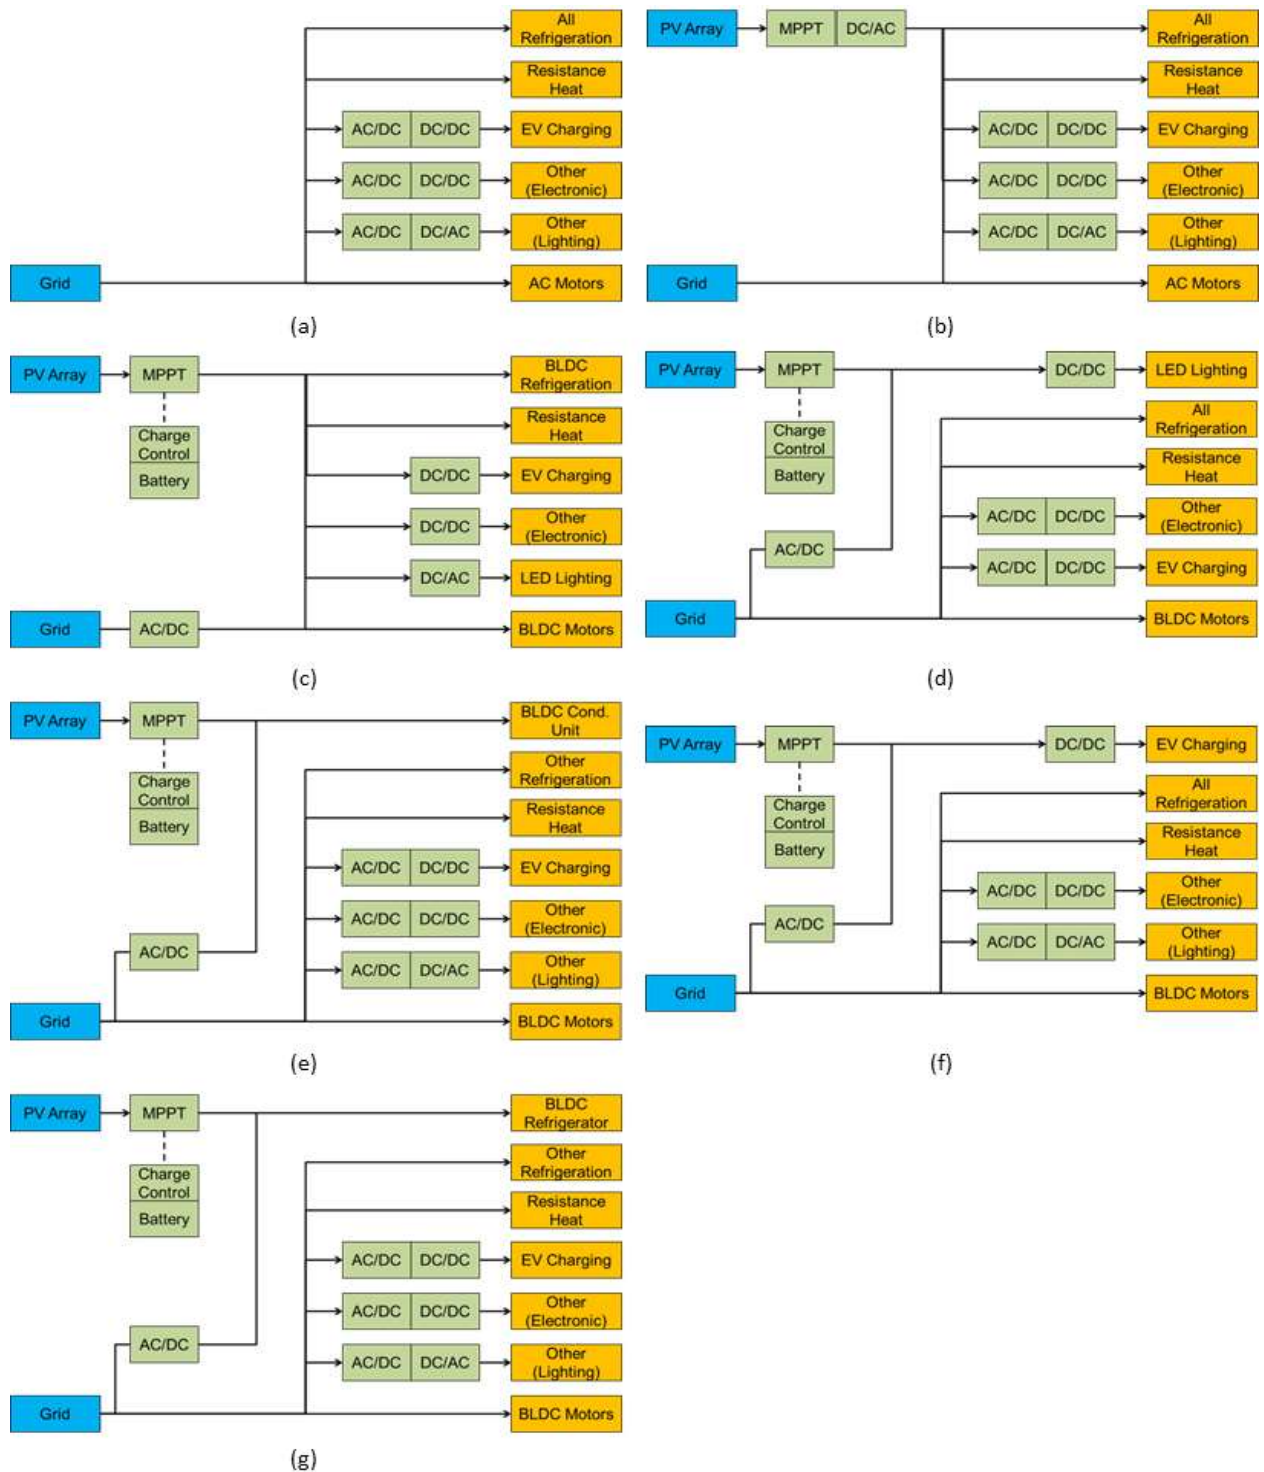 All
Refrigeration
Resistance
Heat
AC/DC DC/DC EV Charging
AC/DC DC/DC Other
(Electronic)
AC/DC DC/AC Other
(Lighting)
Grid AC Motors
(a)
PV Array MPPT DC/AC All
Refrigeration
Resistance
Heat
AC/DC DC/DC EV Charging
AC/DC DC/DC Other
(Electronic)
AC/DC DC/AC Other
(Lighting)
Grid AC Motors
(b)
PV Array MPPT BLDC
Refrigeration
Charge
Control
Battery
Resistance
Heat
DC/DC EV Charging
DC/DC Other
(Electronic)
DC/AC LED Lighting
Grid AC/DC BLDC Motors
(c)
PV Array MPPT DC/DC LED Lighting
Charge
Control
Battery
All
Refrigeration
Resistance
Heat
AC/DC
AC/DC DC/DC Other
(Electronic)
AC/DC DC/DC EV Charging
Grid BLDC Motors
(d)
PV Array MPPT BLDC Cond.
Unit
Charge
Control
Battery
Other
Refrigeration
Resistance
Heat
AC/DC DC/DC EV Charging
AC/DC DC/DC Other
(Electronic)
AC/DC
AC/DC DC/AC Other
(Lighting)
Grid BLDC Motors
(e)
PV Array MPPT DC/DC EV Charging
Charge
Control
Battery
All
Refrigeration
Resistance
Heat
AC/DC
AC/DC DC/DC Other
(Electronic)
AC/DC DC/AC Other
(Lighting)
Grid BLDC Motors
(f)
PV Array MPPT BLDC
Refrigerator
Charge
Control
Battery
Other
Refrigeration
Resistance
Heat
AC/DC DC/DC EV Charging
AC/DC DC/DC Other
(Electronic)
AC/DC
AC/DC DC/AC Other
(Lighting)
Grid BLDC Motors
(g)